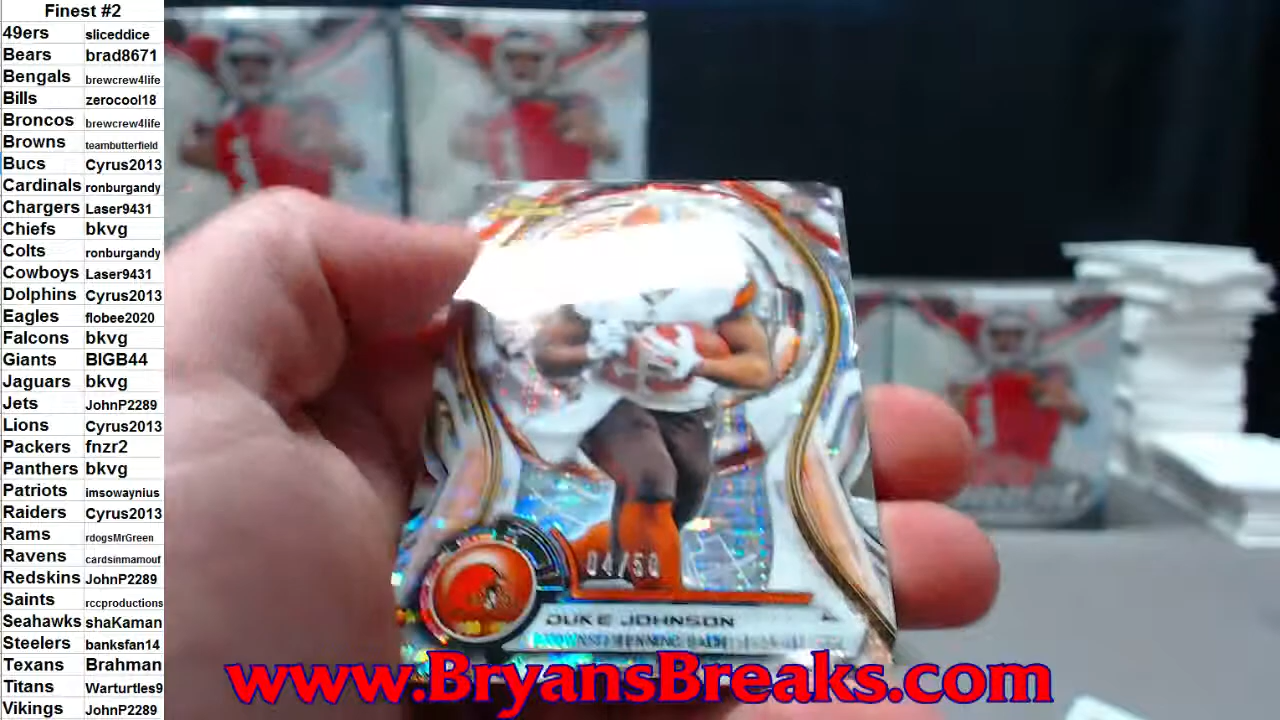 Finest #2
49ers sliceddice
Bears brad8671
Bengals brewcrew4life
Bills zerocool18
Broncos brewcrew4life
Browns teambutterfield
Bucs Cyrus2013
Cardinals ronburgandy
Chargers Laser9431
Chiefs bkvg
Colts ronburgandy
Cowboys Laser9431
Dolphins Cyrus2013
Eagles flobee2020
Falcons bkvg
Giants BIGB44
Jaguars bkvg
Jets JohnP2289
Lions Cyrus2013
Packers fnzr2
Panthers bkvg
Patriots imsowaynius
Raiders Cyrus2013
Rams rdogsMrGreen
Ravens cardsinmamouf
Redskins JohnP2289
Saints rccproductions
Seahawks shaKaman
Steelers banksfan14
Texans Brahman
Titans Warturtles9
Vikings JohnP2289
04/50
DUKE JOHNSON
www.BryansBreaks.com